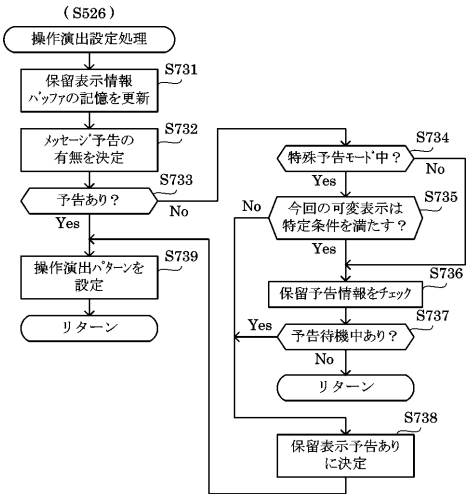 (S526)
操作演出設定処理
S731
保留表示情報
バッファの記憶を更新
S732
メッセージ予告の
有無を決定
S733
予告あり？
No
Yes
S739
操作演出パターンを
設定
リターン
S734
特殊予告モード中？
No
Yes
S735
No
今回の可変表示は
特定条件を満たす？
Yes
S736
保留予告情報をチェック
S737
Yes
予告待機中あり？
No
リターン
S738
保留表示予告あり
に決定